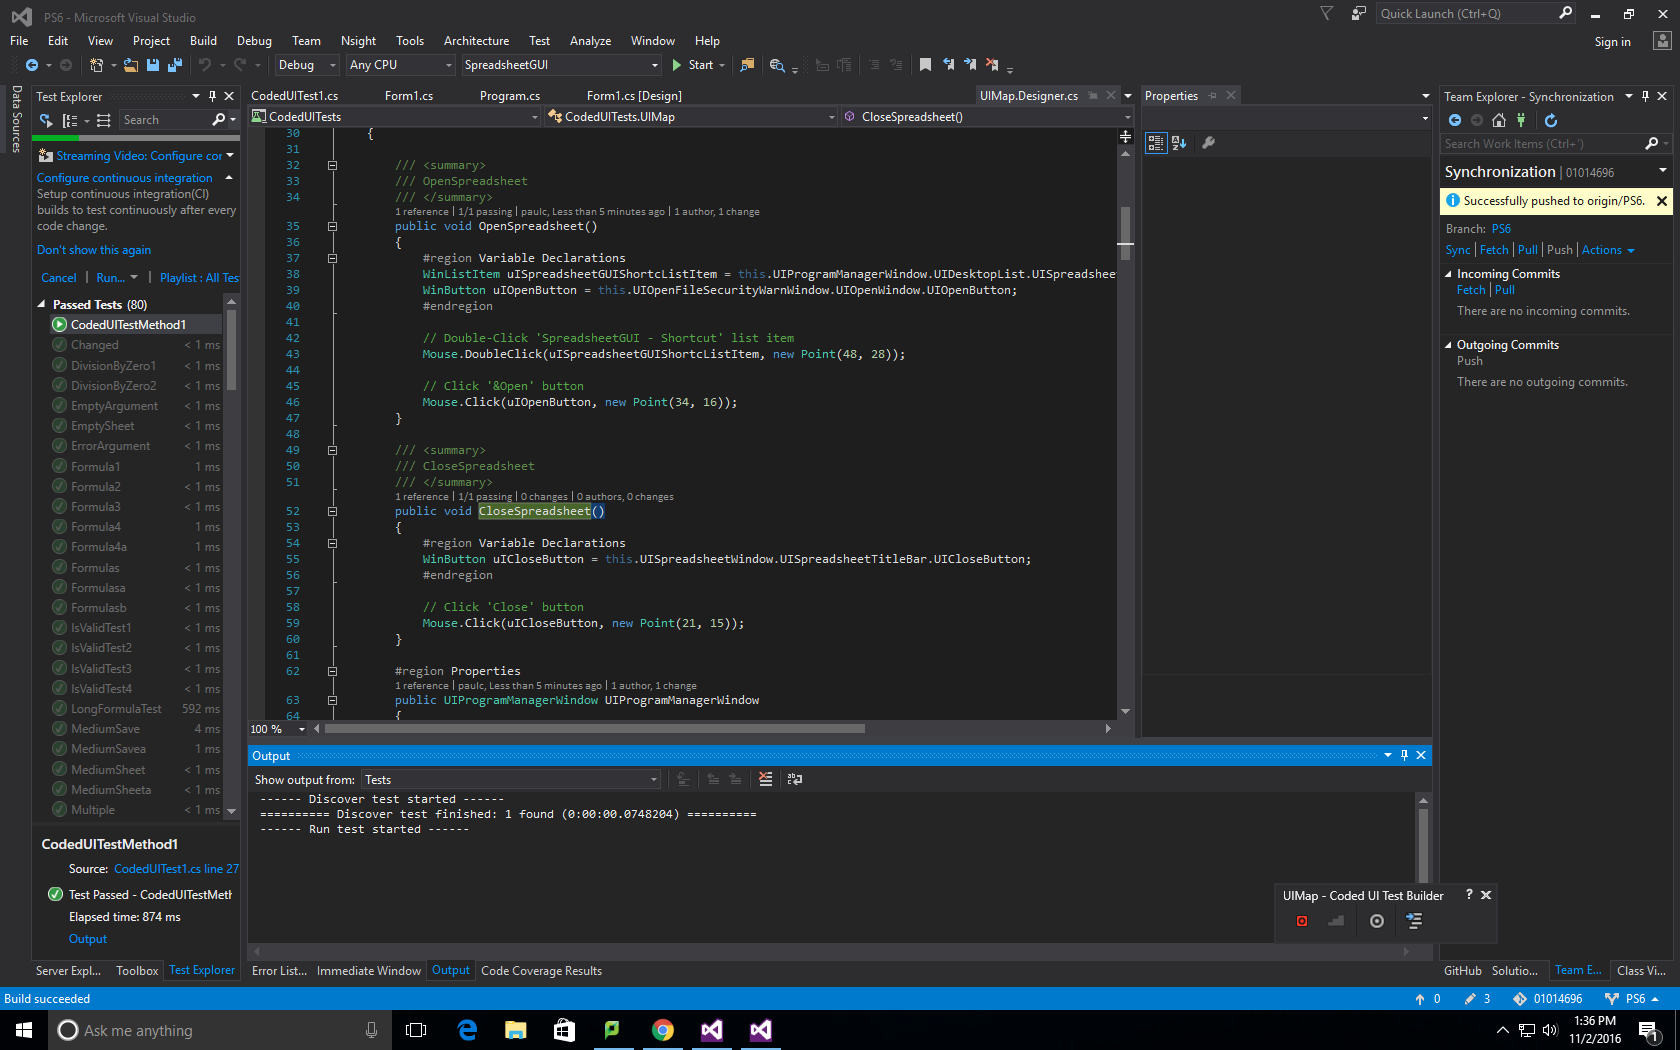 PS6 - Microsoft Visual Studio
Quick Launch (Ctrl+Q)
File Edit View Project Build Debug Team Nsight Tools Architecture Test Analyze Window Help
Sign in
Debug Any CPU SpreadsheetGUI Start
Data Sources
Test Explorer
Search
Streaming Video: Configure cor
Configure continuous integration
Setup continuous integration(CI)
builds to test continuously after every
code change.
Don't show this again
Cancel | Run... | Playlist : All Tes
Passed Tests (80)
CodedUITestMethod1
Changed < 1 ms
DivisionByZero1 < 1 ms
DivisionByZero2 < 1 ms
EmptyArgument < 1 ms
EmptySheet < 1 ms
ErrorArgument < 1 ms
Formula1 1 ms
Formula2 < 1 ms
Formula3 < 1 ms
Formula4 < 1 ms
Formula4a < 1 ms
Formulas < 1 ms
Formulasa < 1 ms
Formulasb < 1 ms
IsValidTest1 < 1 ms
IsValidTest2 < 1 ms
IsValidTest3 < 1 ms
IsValidTest4 < 1 ms
LongFormulaTest 592 ms
MediumSave 4 ms
MediumSavea 1 ms
MediumSheet < 1 ms
MediumSheeta < 1 ms
Multiple < 1 ms
CodedUITestMethod1
Source: CodedUITest1.cs line 27
Test Passed - CodedUITestMeth
Elapsed time: 874 ms
Output
Server Expl... Toolbox Test Explorer
CodedUITest1.cs Form1.cs Program.cs Form1.cs [Design] UIMap.Designer.cs
CodedUITests CodedUITests.UIMap CloseSpreadsheet()
30 {
31
32 /// <summary>
33 /// OpenSpreadsheet
34 /// </summary>
1 reference | 1/1 passing | paulc, Less than 5 minutes ago | 1 author, 1 change
35 public void OpenSpreadsheet()
36 {
37 #region Variable Declarations
38 WinListItem uISpreadsheetGUIShortcListItem = this.UIProgramManagerWindow.UIDesktopList.UISpreadshee
39 WinButton uIOpenButton = this.UIOpenFileSecurityWarnWindow.UIOpenWindow.UIOpenButton;
40 #endregion
41
42 // Double-Click 'SpreadsheetGUI - Shortcut' list item
43 Mouse.DoubleClick(uISpreadsheetGUIShortcListItem, new Point(48, 28));
44
45 // Click '&Open' button
46 Mouse.Click(uIOpenButton, new Point(34, 16));
47 }
48
49 /// <summary>
50 /// CloseSpreadsheet
51 /// </summary>
1 reference | 1/1 passing | 0 changes | 0 authors, 0 changes
52 public void CloseSpreadsheet()
53 {
54 #region Variable Declarations
55 WinButton uICloseButton = this.UISpreadsheetWindow.UISpreadsheetTitleBar.UICloseButton;
56 #endregion
57
58 // Click 'Close' button
59 Mouse.Click(uICloseButton, new Point(21, 15));
60 }
61
62 #region Properties
1 reference | paulc, Less than 5 minutes ago | 1 author, 1 change
63 public UIProgramManagerWindow UIProgramManagerWindow
64 {
100 %
Output
Show output from: Tests
------ Discover test started ------
========== Discover test finished: 1 found (0:00:00.0748204) ==========
------ Run test started ------
Error List... Immediate Window Output Code Coverage Results
Properties
Team Explorer - Synchronization
Search Work Items (Ctrl+')
Synchronization | 01014696
Successfully pushed to origin/PS6.
Branch: PS6
Sync | Fetch | Pull | Push | Actions
Incoming Commits
Fetch | Pull
There are no incoming commits.
Outgoing Commits
Push
There are no outgoing commits.
UIMap - Coded UI Test Builder
GitHub Solutio... Team E... Class Vi...
Build succeeded
0 3 01014696 PS6
Ask me anything
1:36 PM
11/2/2016
1